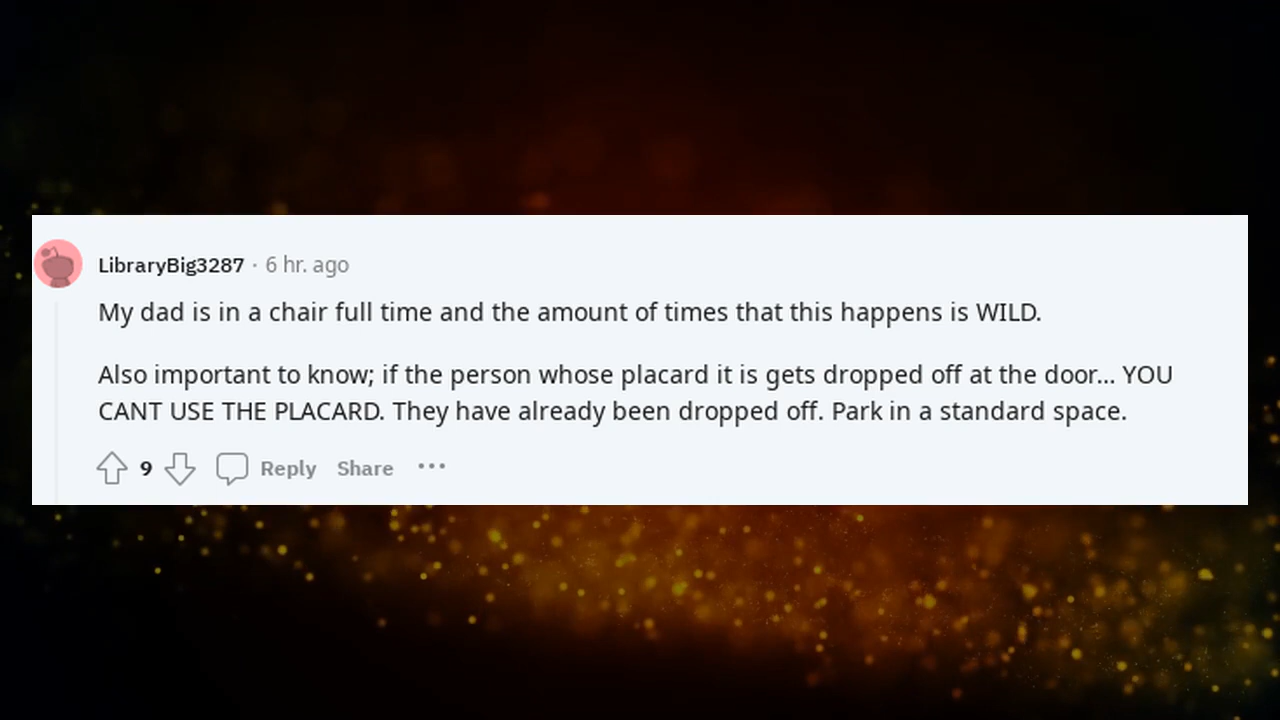 LibraryBig3287 · 6 hr. ago
My dad is in a chair full time and the amount of times that this happens is WILD.
Also important to know; if the person whose placard it is gets dropped off at the door... YOU
CANT USE THE PLACARD. They have already been dropped off. Park in a standard space.
9 Reply Share ···